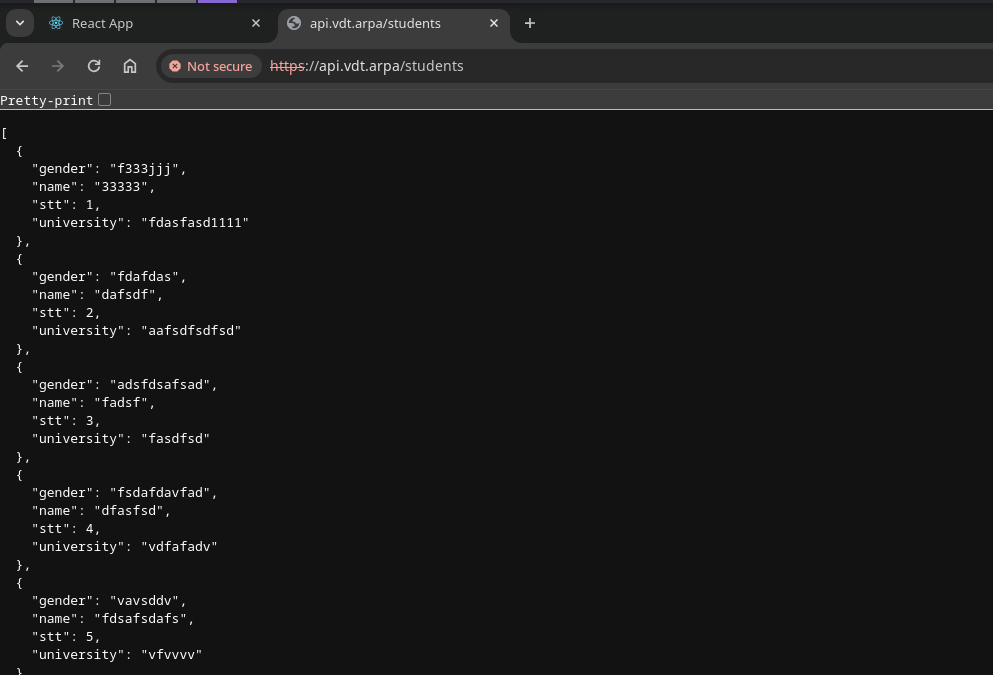 React App
api.vdt.arpa/students
Not secure https://api.vdt.arpa/students
Pretty-print
[
  {
    "gender": "f333jjj",
    "name": "33333",
    "stt": 1,
    "university": "fdasfasd1111"
  },
  {
    "gender": "fdafdas",
    "name": "dafsdf",
    "stt": 2,
    "university": "aafsdfsdfsd"
  },
  {
    "gender": "adsfdsafsad",
    "name": "fadsf",
    "stt": 3,
    "university": "fasdfsd"
  },
  {
    "gender": "fsdafdavfad",
    "name": "dfasfsd",
    "stt": 4,
    "university": "vdfafadv"
  },
  {
    "gender": "vavsddv",
    "name": "fdsafsdafs",
    "stt": 5,
    "university": "vfvvvv"
  }